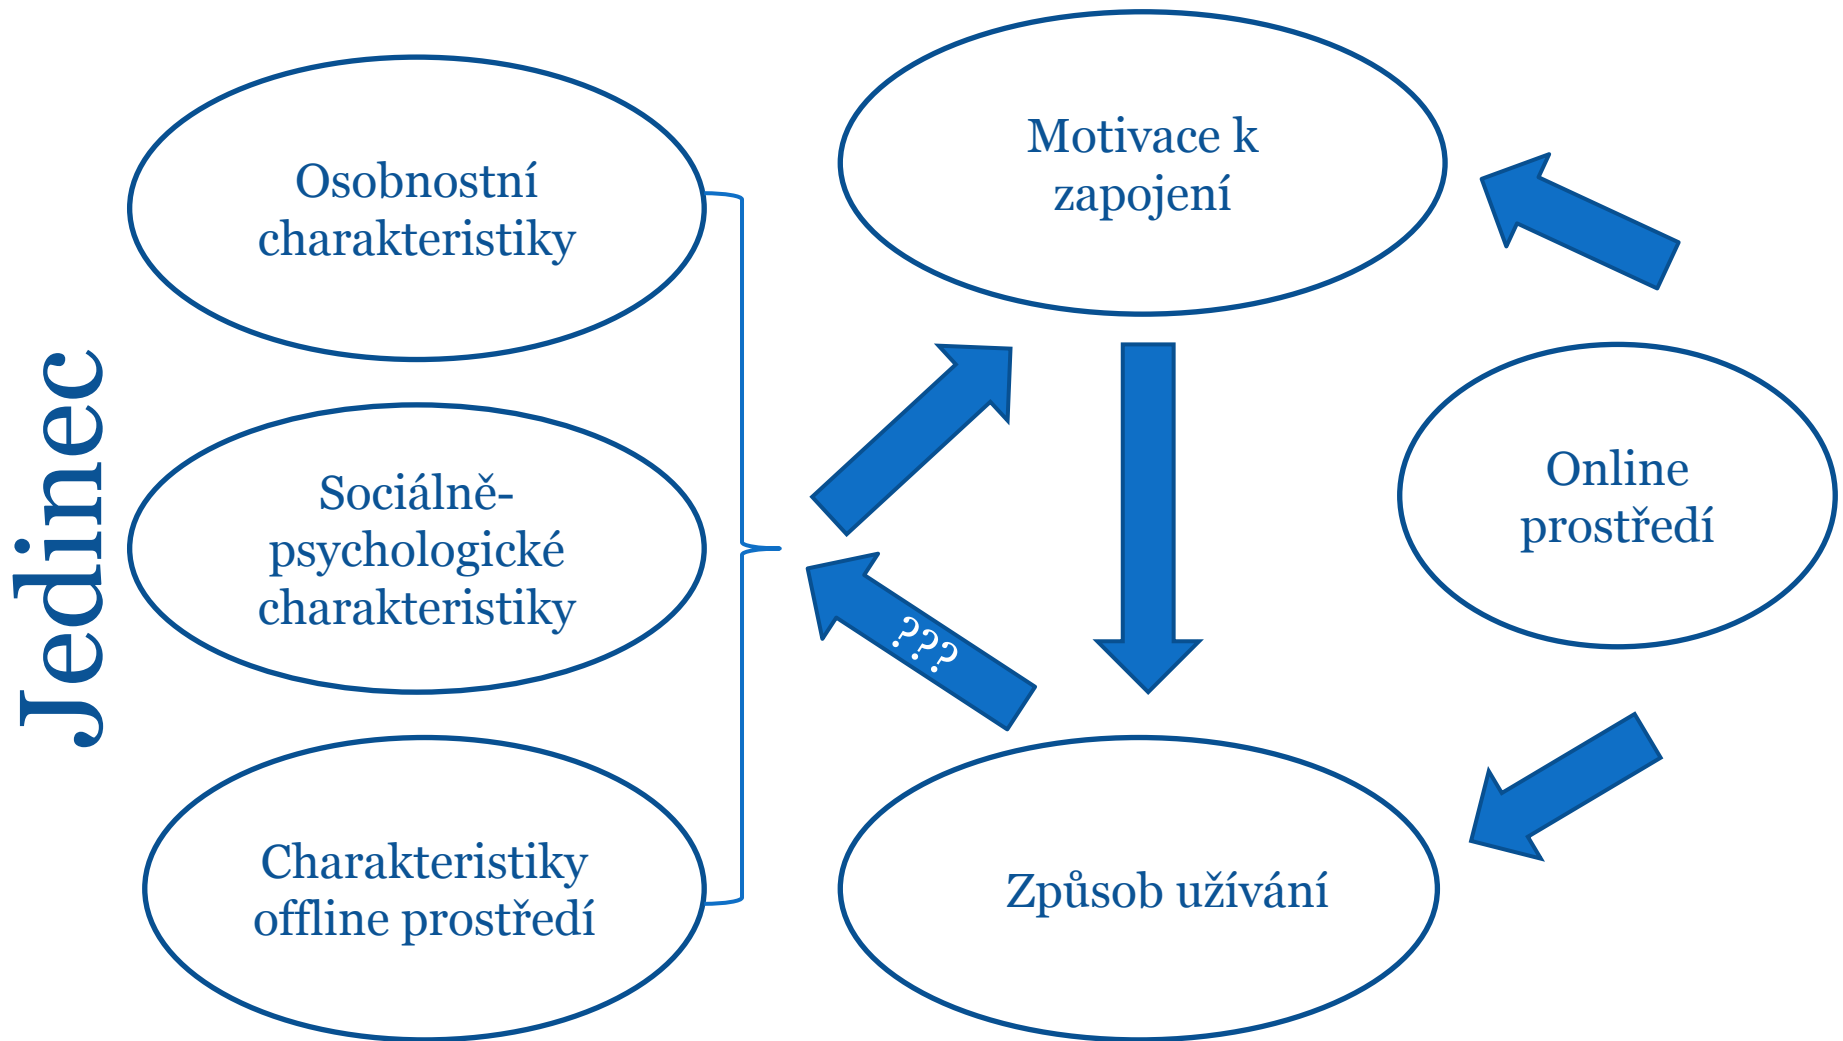 Jedinec
Osobnostní
charakteristiky
Sociálně-
psychologické
charakteristiky
Charakteristiky
offline prostředí
Motivace k
zapojení
???
Způsob užívání
Online
prostředí